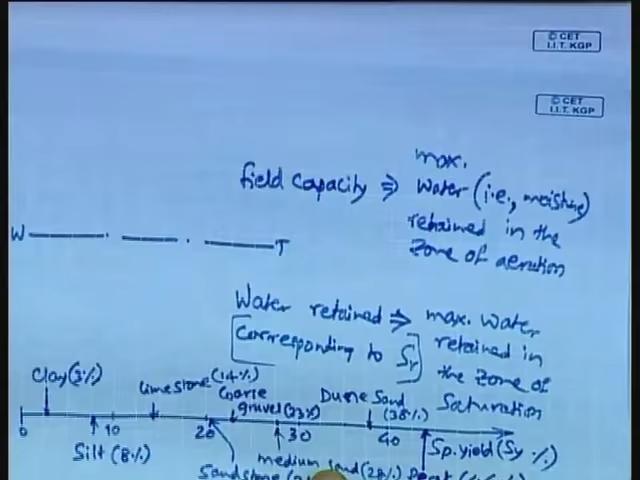 © CET
I.I.T. KGP
© CET
I.I.T. KGP
field capacity ⇒ max.
water (i.e., moisture)
retained in the
zone of aeration
W T
Water retained ⇒ max. water
[corresponding to Sr] retained in
the zone of
saturation
Clay (3%)
Limestone (14%)
Coarse
gravel (23%)
Dune Sand
(38%)
0 10 20 30 40
Silt (8%)
Sandstone
medium sand (28%)
Peat
Sp. yield (Sy %)